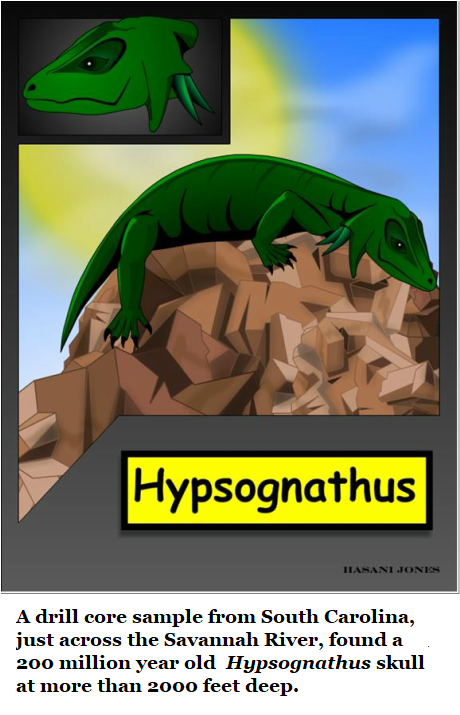 Hypsognathus
HASANI JONES
A drill core sample from South Carolina,
just across the Savannah River, found a
200 million year old Hypsognathus skull
at more than 2000 feet deep.